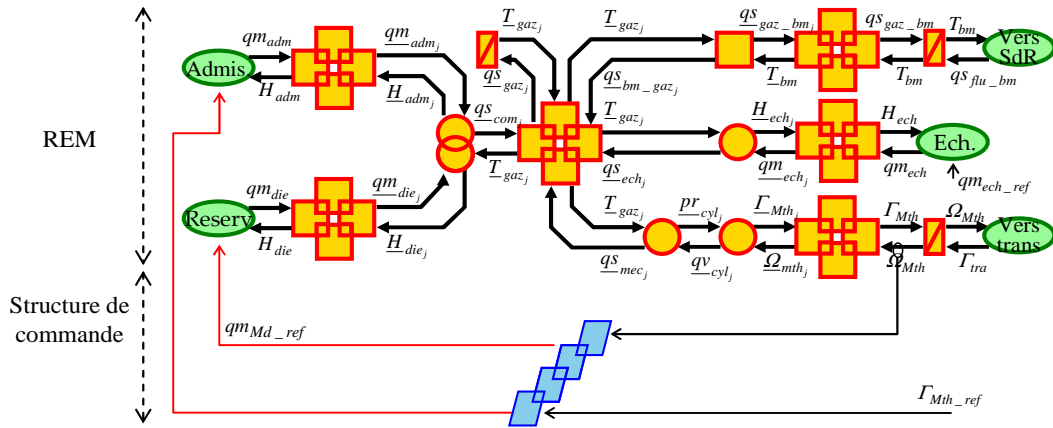 REM
Structure de
commande
Admis.
qm_adm
H_adm
qm_adm_j
H_adm_j
Reserv
qm_die
H_die
qm_die_j
H_die_j
qs_com_j
T_gaz_j
T_gaz_j
qs_gaz_j
T_gaz_j
qs_bm_gaz_j
qs_gaz_bm_j
T_bm
qs_gaz_bm
T_bm
T_bm
qs_flu_bm
Vers
SdR
T_gaz_j
qs_ech_j
H_ech_j
qm_ech_j
H_ech
qm_ech
Ech.
qm_ech_ref
T_gaz_j
qs_mec_j
pr_cyl_j
qv_cyl_j
Γ_Mth_j
Ω_mth_j
Γ_Mth
Ω_Mth
Ω_Mth
Γ_tra
Vers
trans
qm_Md_ref
Γ_Mth_ref